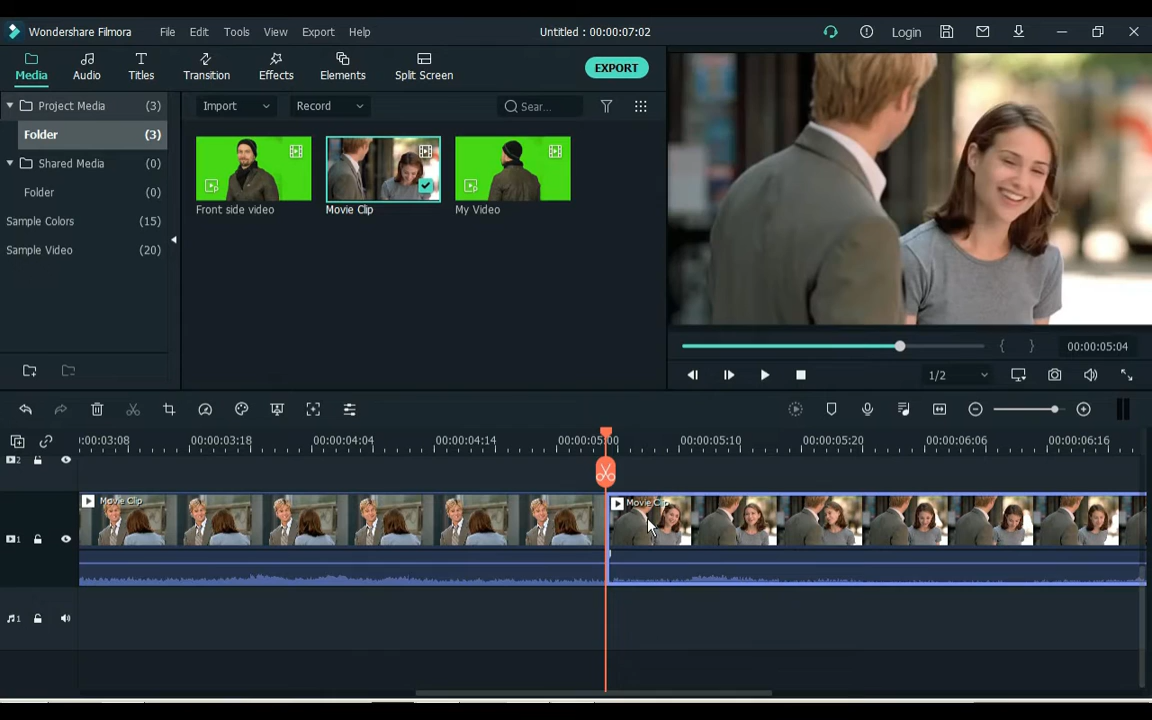 Wondershare Filmora
File Edit Tools View Export Help
Untitled : 00:00:07:02
Login
Media Audio Titles Transition Effects Elements Split Screen
EXPORT
Project Media (3)
Folder (3)
Shared Media (0)
Folder (0)
Sample Colors (15)
Sample Video (20)
Import Record Sear...
Front side video Movie Clip My Video
00:00:05:04
1/2
:00:03:08 00:00:03:18 00:00:04:04 00:00:04:14 00:00:05:00 00:00:05:10 00:00:05:20 00:00:06:06 00:00:06:16
2
Movie Clip Movie Clip
1
1